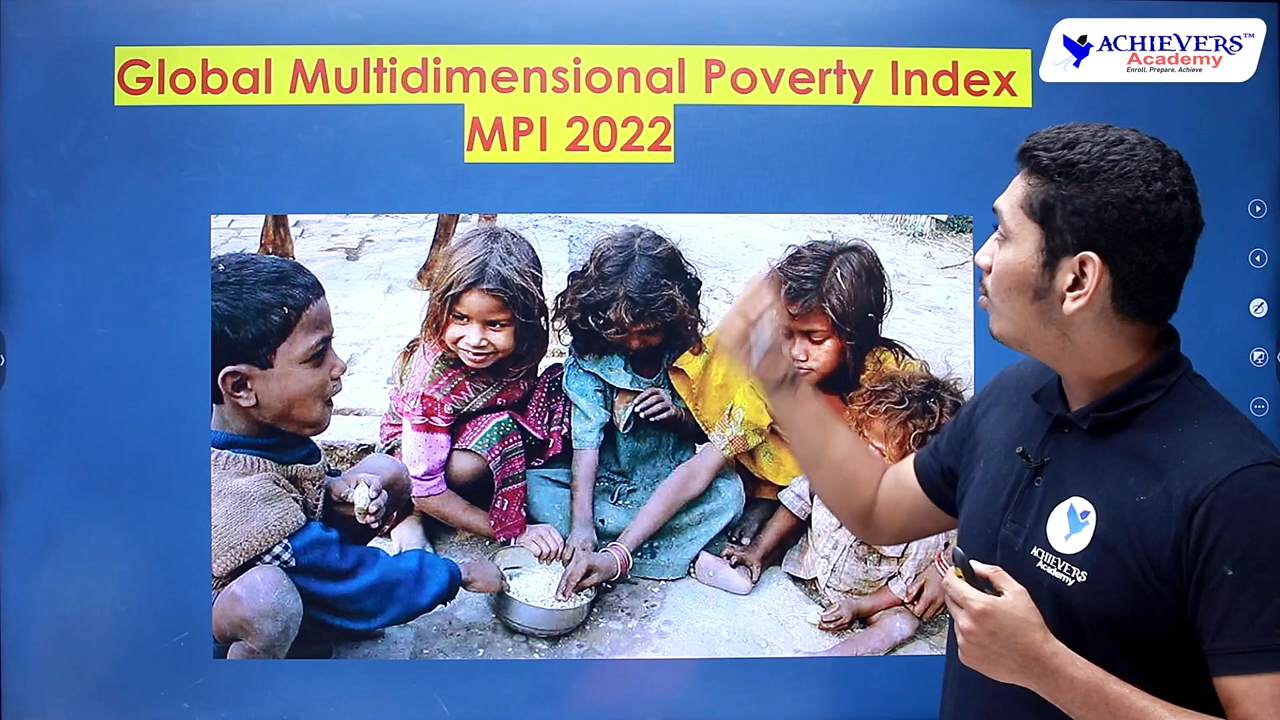 Global Multidimensional Poverty Index
MPI 2022
ACHIEVERS™
Academy
Enroll. Prepare. Achieve
ACHIEVERS
Academy